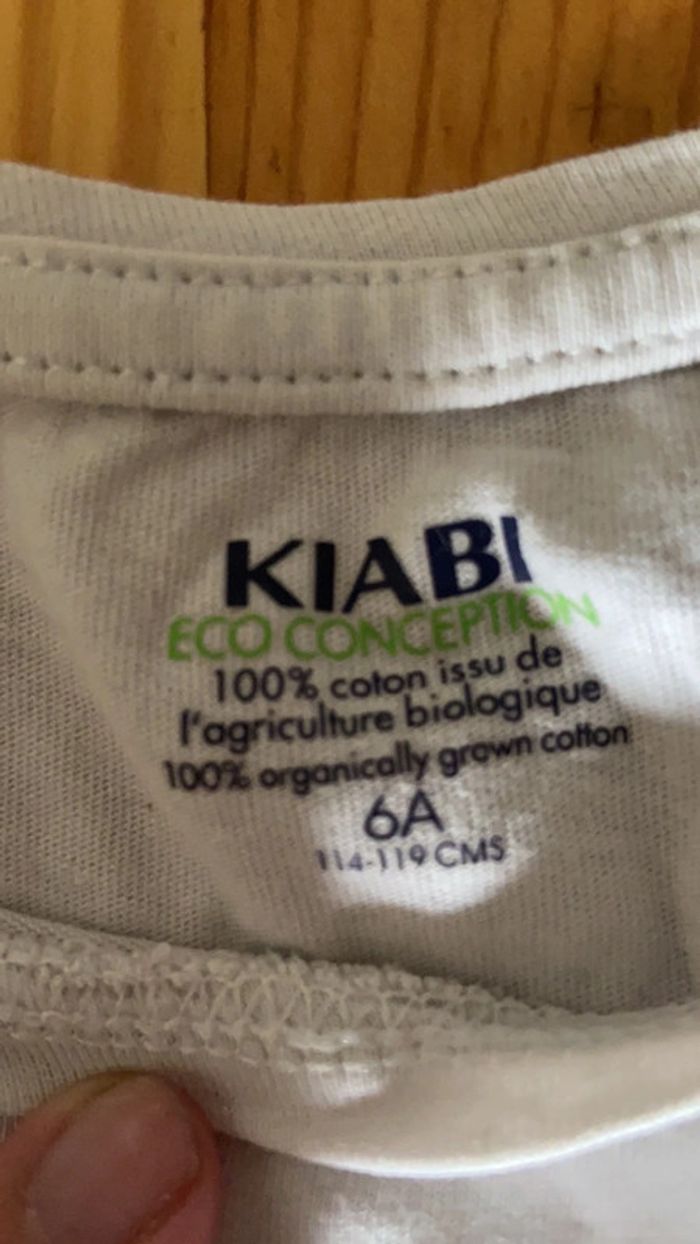 KIABI
ECO CONCEPTION
100% coton issu de
l'agriculture biologique
100% organically grown cotton
6A
114-119 CMS